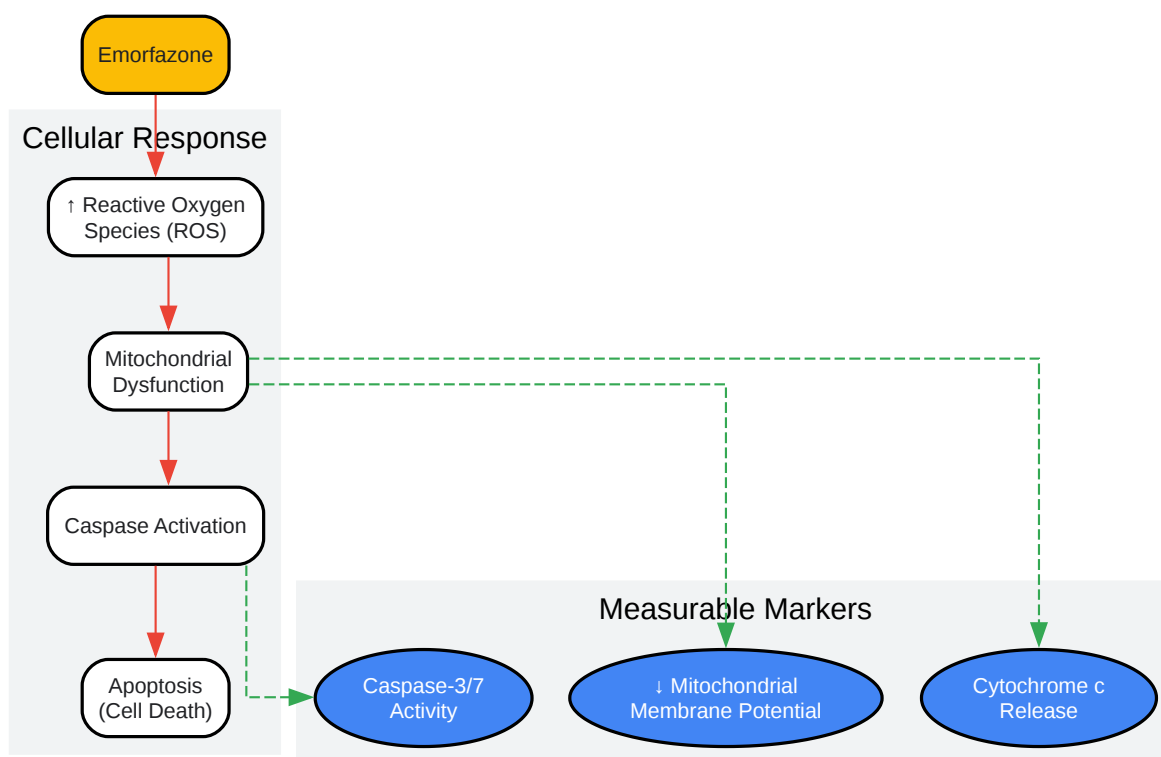 Emorfazone
Cellular Response
↑ Reactive Oxygen
Species (ROS)
Mitochondrial
Dysfunction
Caspase Activation
Apoptosis
(Cell Death)
Measurable Markers
Caspase-3/7
Activity
↓ Mitochondrial
Membrane Potential
Cytochrome c
Release